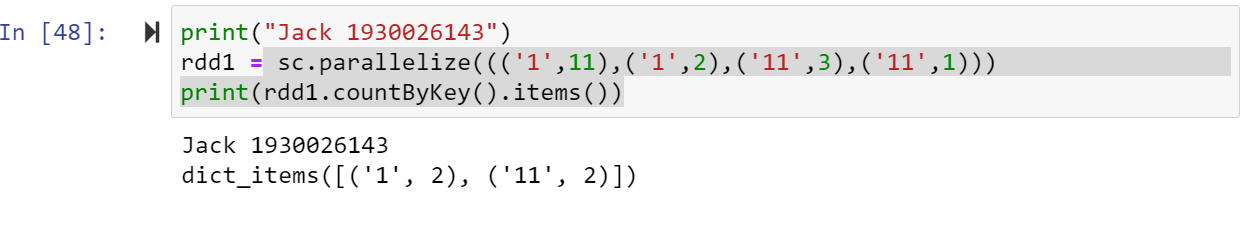 In [48]:
print("Jack 1930026143")
rdd1 = sc.parallelize((('1',11),('1',2),('11',3),('11',1)))
print(rdd1.countByKey().items())
Jack 1930026143
dict_items([('1', 2), ('11', 2)])